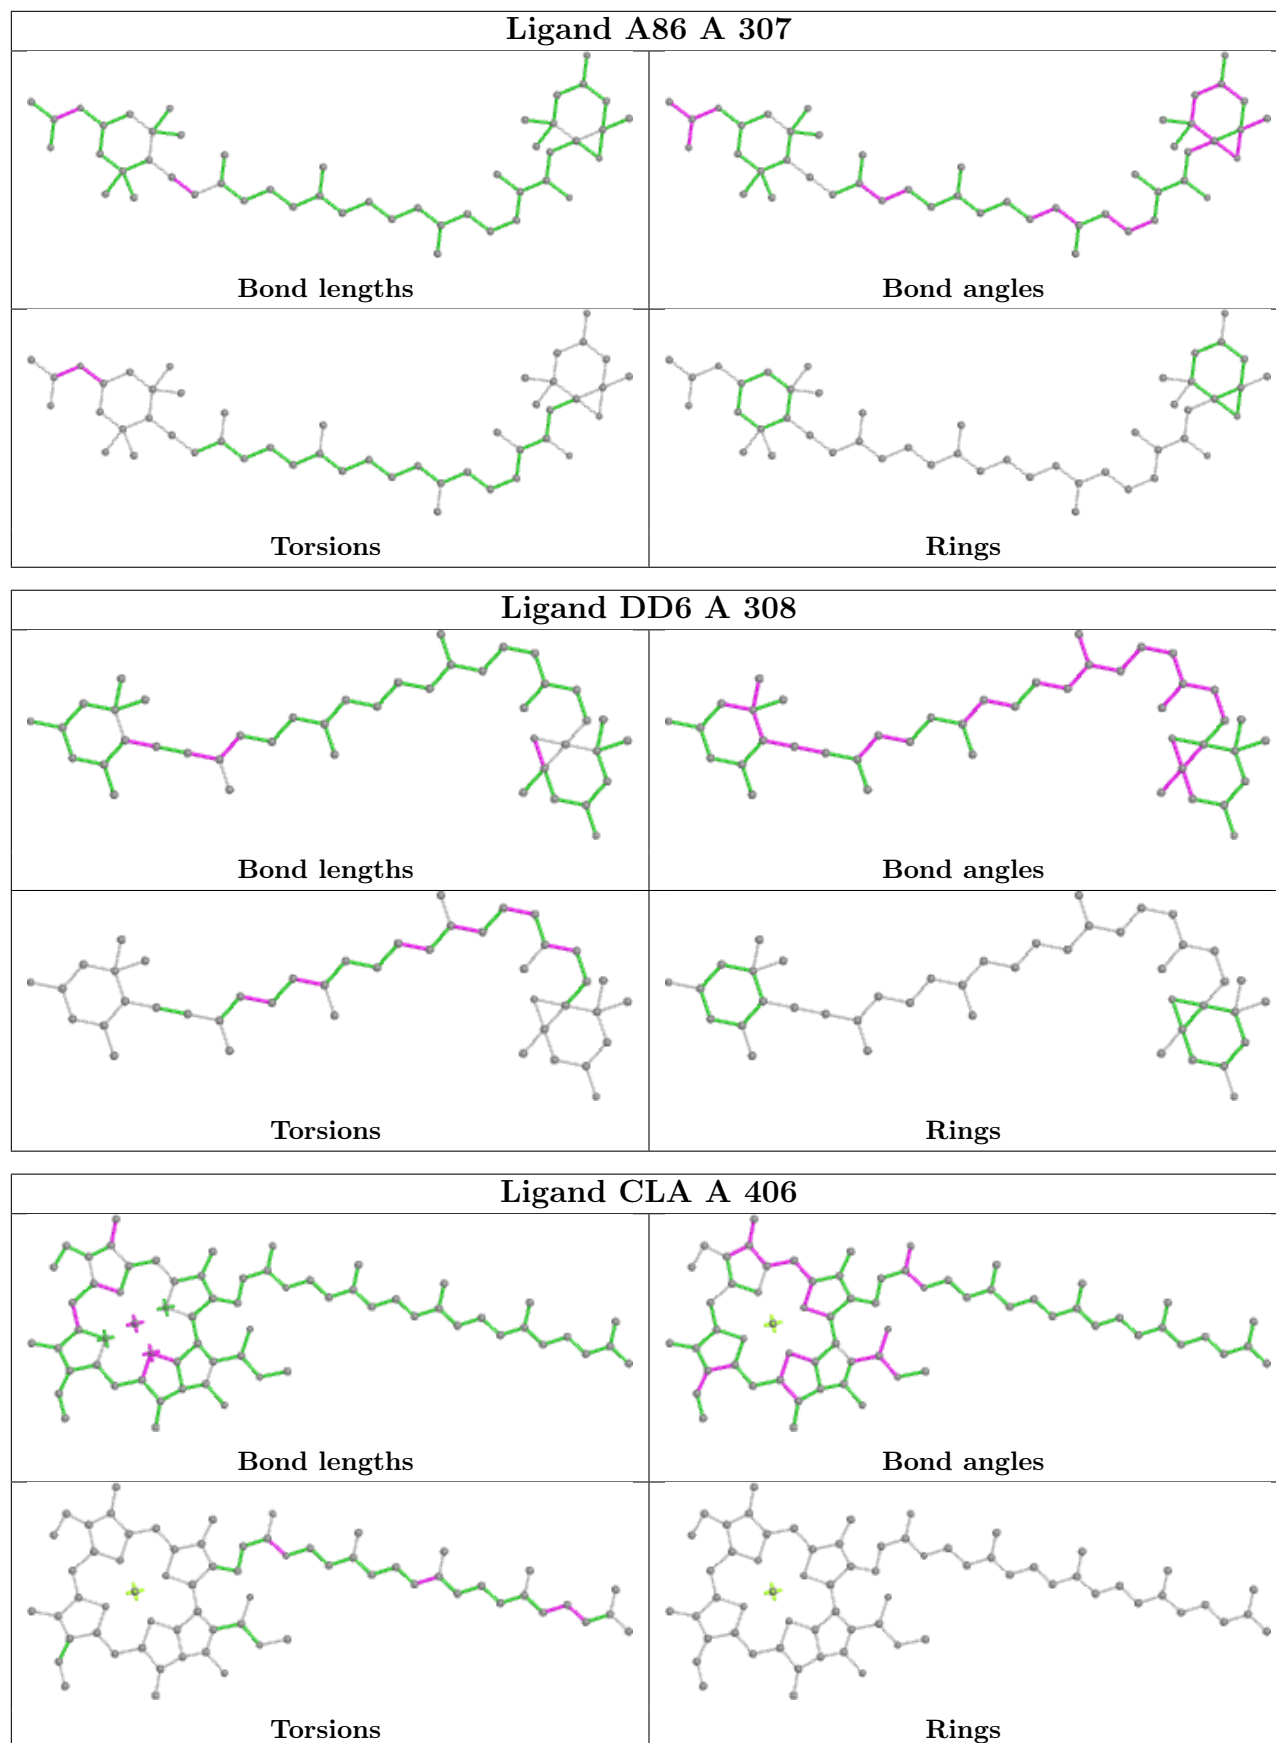 Ligand A86 A 307
Bond lengths
Bond angles
Torsions
Rings
Ligand DD6 A 308
Bond lengths
Bond angles
Torsions
Rings
Ligand CLA A 406
Bond lengths
Bond angles
Torsions
Rings